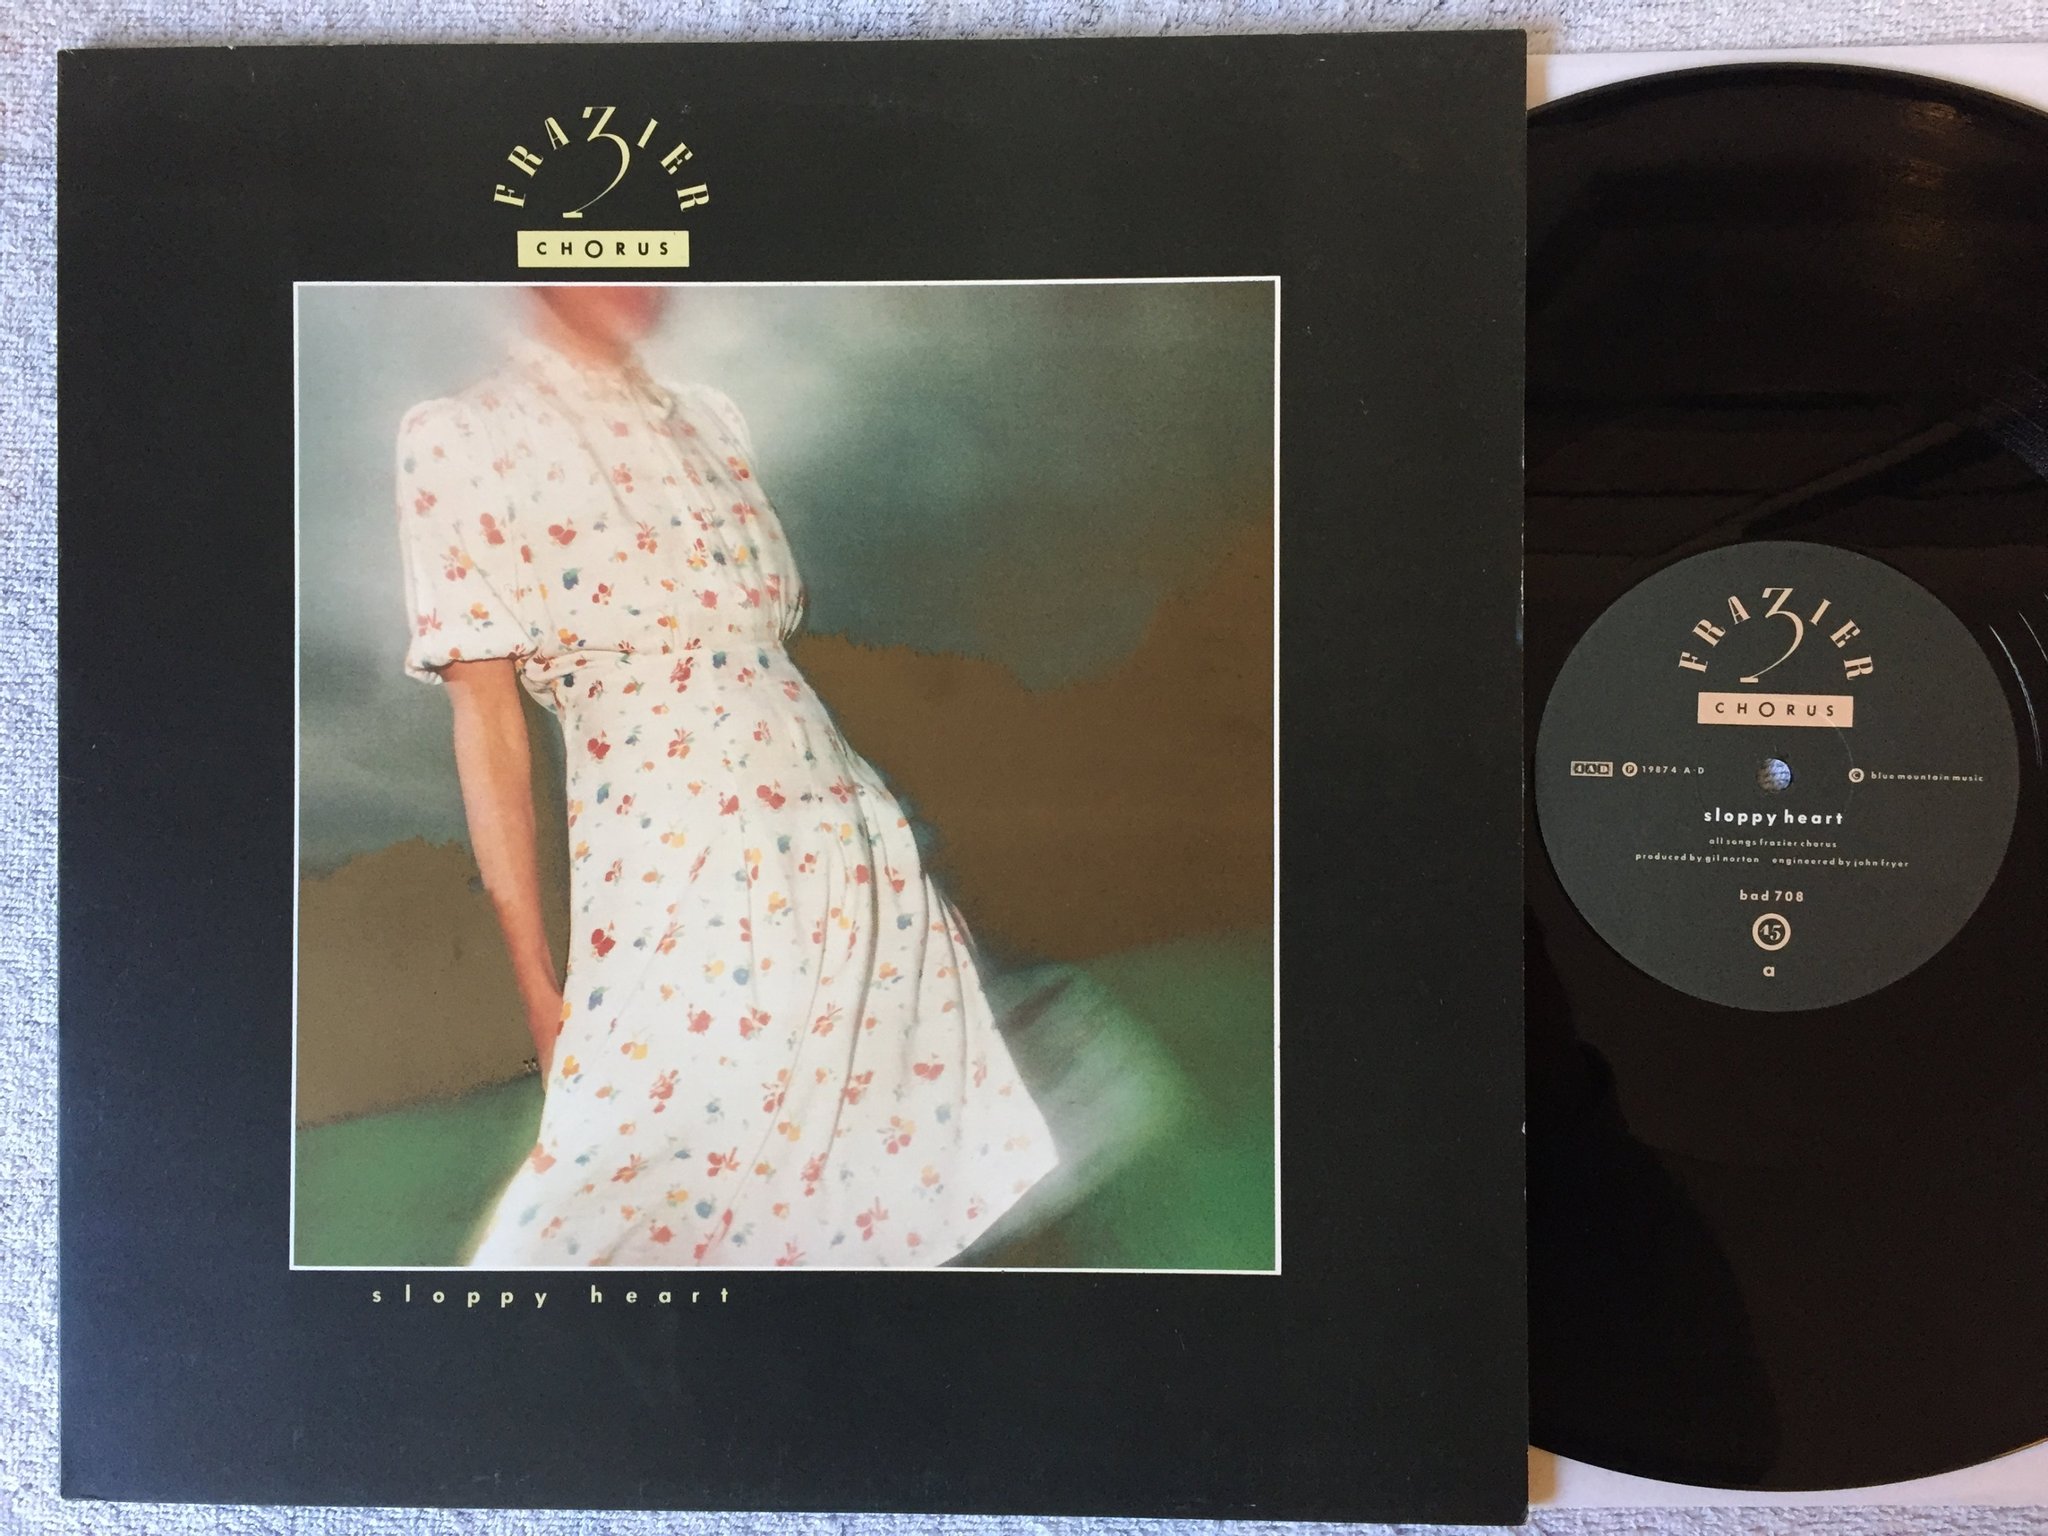 FRAZIER
CHORUS
sloppy heart
FRAZIER
CHORUS
4AD ℗ 1987 4·A·D
© blue mountain music
sloppy heart
all songs frazier chorus
produced by gil norton engineered by john fryer
bad 708
45
a